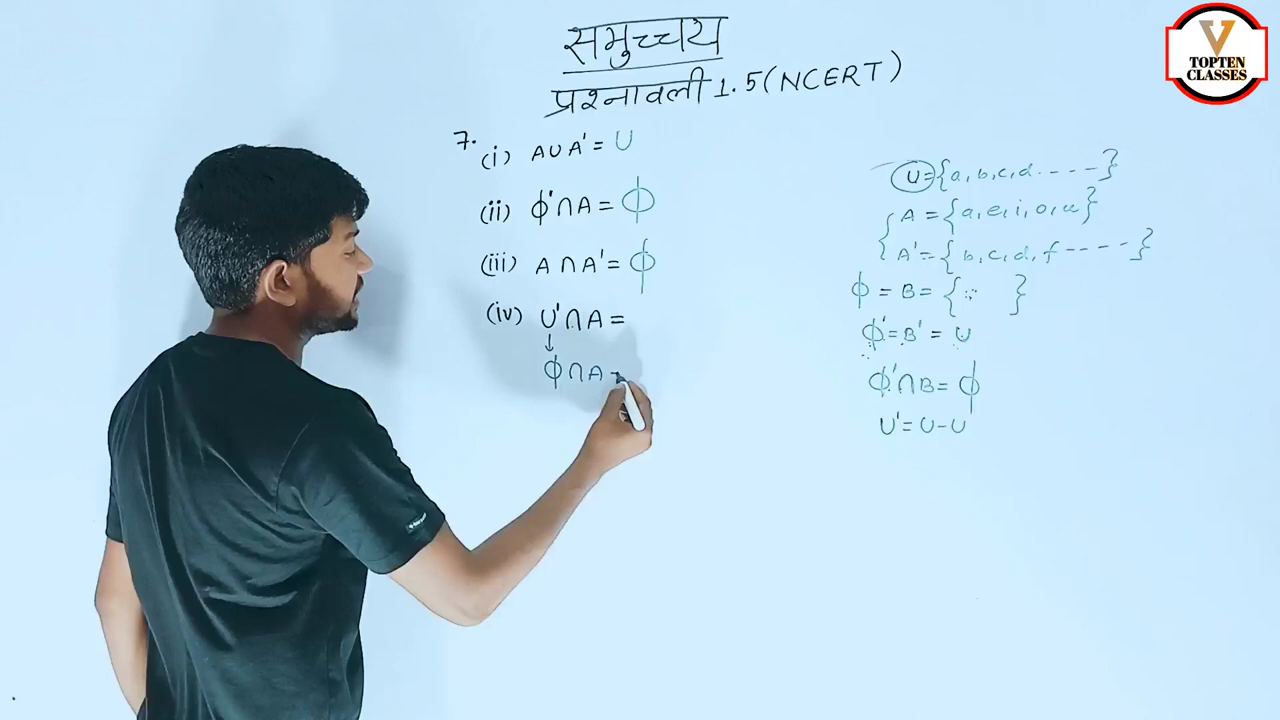 समुच्चय
प्रश्नावली 1.5 (NCERT)
V
TOPTEN
CLASSES
7.
(i) A∪A' = U
(ii) ϕ'∩A = ϕ
(iii) A∩A' = ϕ
(iv) U'∩A =
↓
ϕ∩A =
U = {a, b, c, d - - - - }
A = {a, e, i, o, u}
A' = {b, c, d, f - - - - }
ϕ = B = { }
ϕ' = B' = U
ϕ'∩B = ϕ
U' = U - U